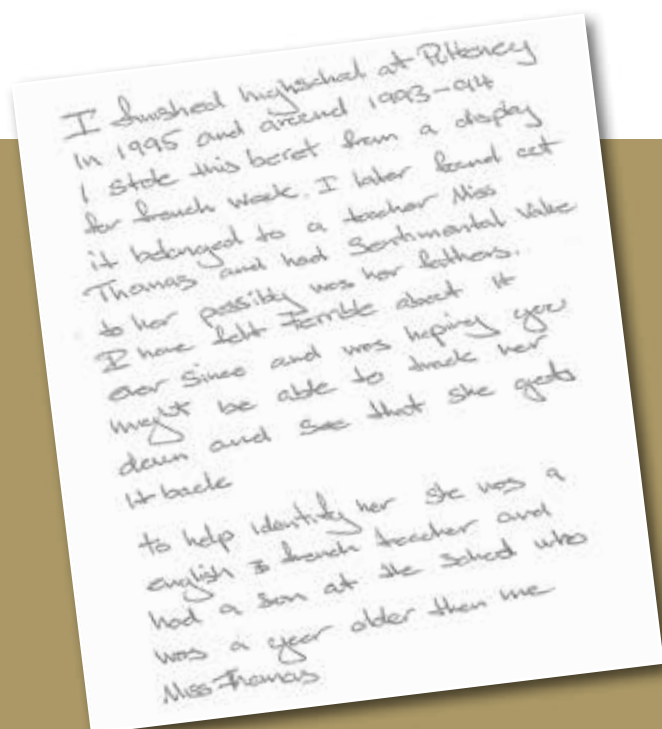 I finished highschool at Pulteney
In 1995 and around 1993-94
I stole this beret from a display
for french week. I later found out
it belonged to a teacher Miss
Thomas and had Sentimental Value
to her possibly was her fathers.
I have felt terrible about it
ever since and was hoping you
might be able to track her
down and see that she gets
it back
to help identify her she was a
english & french teacher and
had a son at the school who
was a year older then me
Miss Thomas